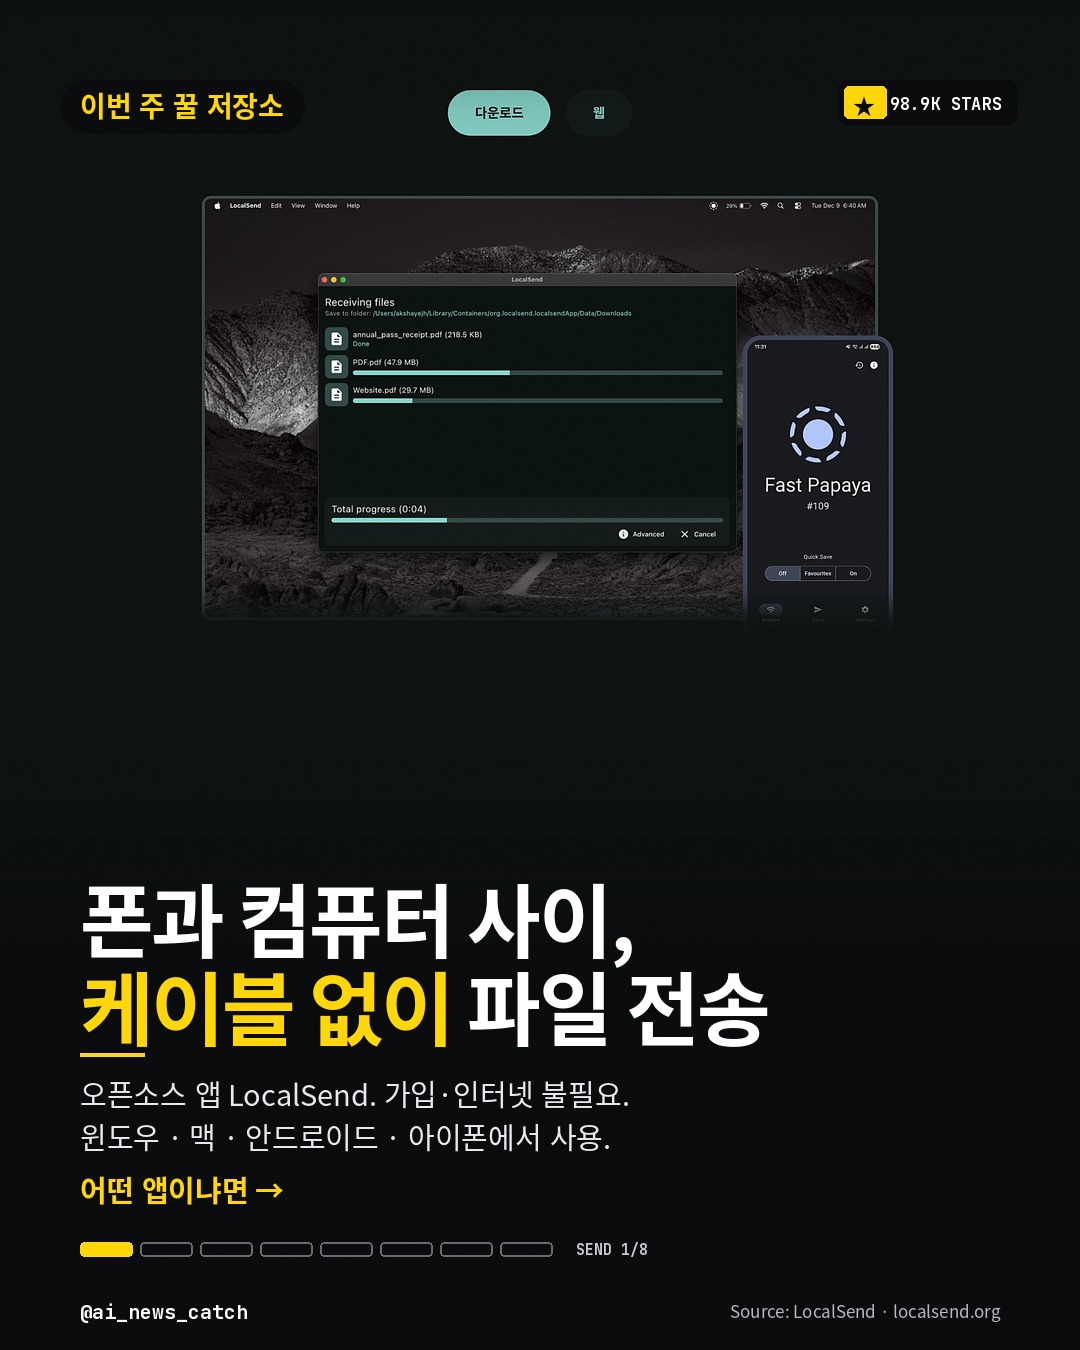 이번 주 꿀 저장소
다운로드
웹
★ 98.9K STARS
LocalSend Edit View Window Help
29%
Tue Dec 9 6:40 AM
LocalSend
Receiving files
Save to folder: /Users/akshayejh/Library/Containers/org.localsend.localsendApp/Data/Downloads
annual_pass_receipt.pdf (218.5 KB)
Done
PDF.pdf (47.9 MB)
Website.pdf (29.7 MB)
Total progress (0:04)
Advanced
Cancel
11:31
Fast Papaya
#109
Quick Save
Off Favourites On
폰과 컴퓨터 사이,
케이블 없이 파일 전송
오픈소스 앱 LocalSend. 가입·인터넷 불필요.
윈도우 · 맥 · 안드로이드 · 아이폰에서 사용.
어떤 앱이냐면 →
SEND 1/8
@ai_news_catch
Source: LocalSend · localsend.org